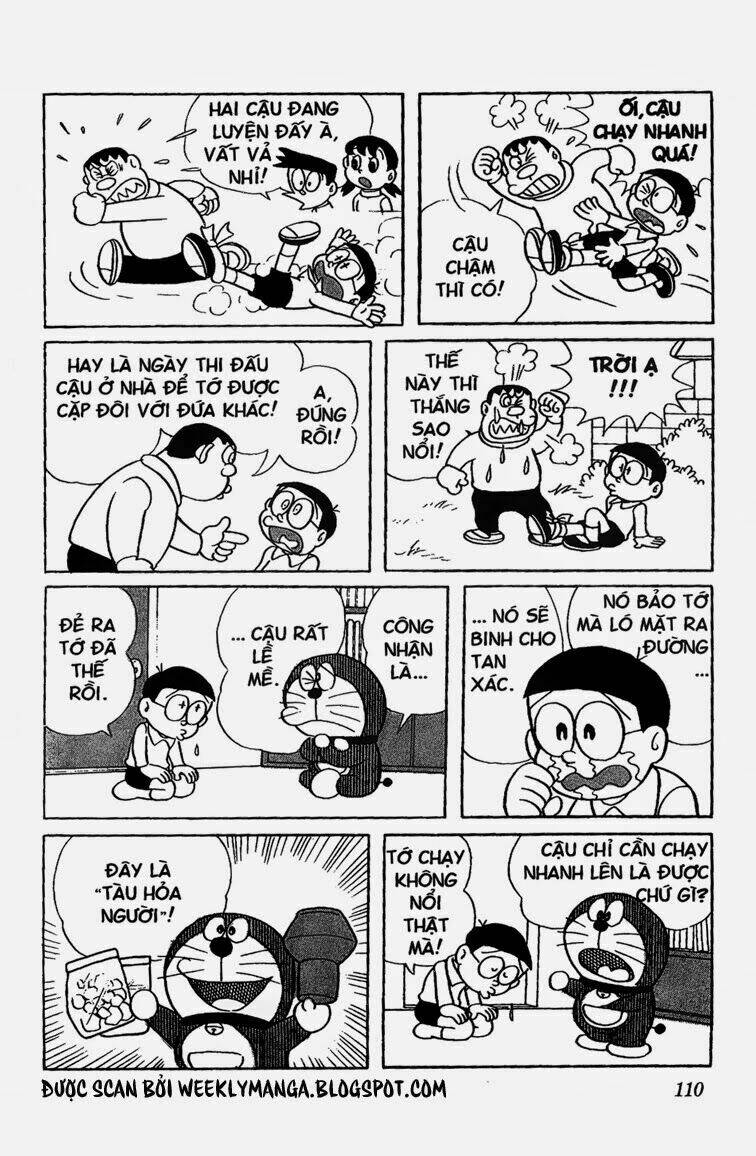 ỐI, CẬU
CHẠY NHANH
QUÁ!
CẬU
CHẬM
THÌ CÓ!
HAI CẬU ĐANG
LUYỆN ĐẤY À,
VẤT VẢ
NHỈ!
TRỜI Ạ
!!!
THẾ
NÀY THÌ
THẮNG
SAO
NỔI!
A,
ĐÚNG
RỒI!
HAY LÀ NGÀY THI ĐẤU
CẬU Ở NHÀ ĐỂ TỚ ĐƯỢC
CẶP ĐÔI VỚI ĐỨA KHÁC!
NÓ BẢO TỚ
MÀ LÓ MẶT RA
ĐƯỜNG
...
... NÓ SẼ
BINH CHO
TAN
XÁC.
CÔNG
NHẬN
LÀ...
... CẬU RẤT
LỀ
MỀ.
ĐẺ RA
TỚ ĐÃ
THẾ
RỒI.
CẬU CHỈ CẦN CHẠY
NHANH LÊN LÀ ĐƯỢC
CHỨ GÌ?
TỚ CHẠY
KHÔNG
NỔI
THẬT
MÀ!
ĐÂY LÀ
“TÀU HỎA
NGƯỜI”!
ĐƯỢC SCAN BỞI WEEKLYMANGA.BLOGSPOT.COM
110